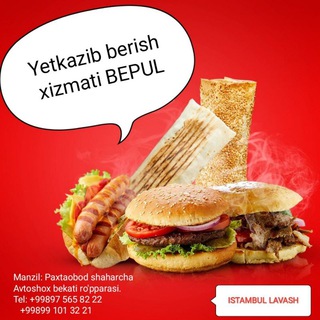 Yetkazib berish
xizmati BEPUL
Manzil: Paxtaobod shaharcha
Avtoshox bekati ro'pparasi.
Tel: +99897 565 82 22
+99899 101 32 21
ISTAMBUL LAVASH